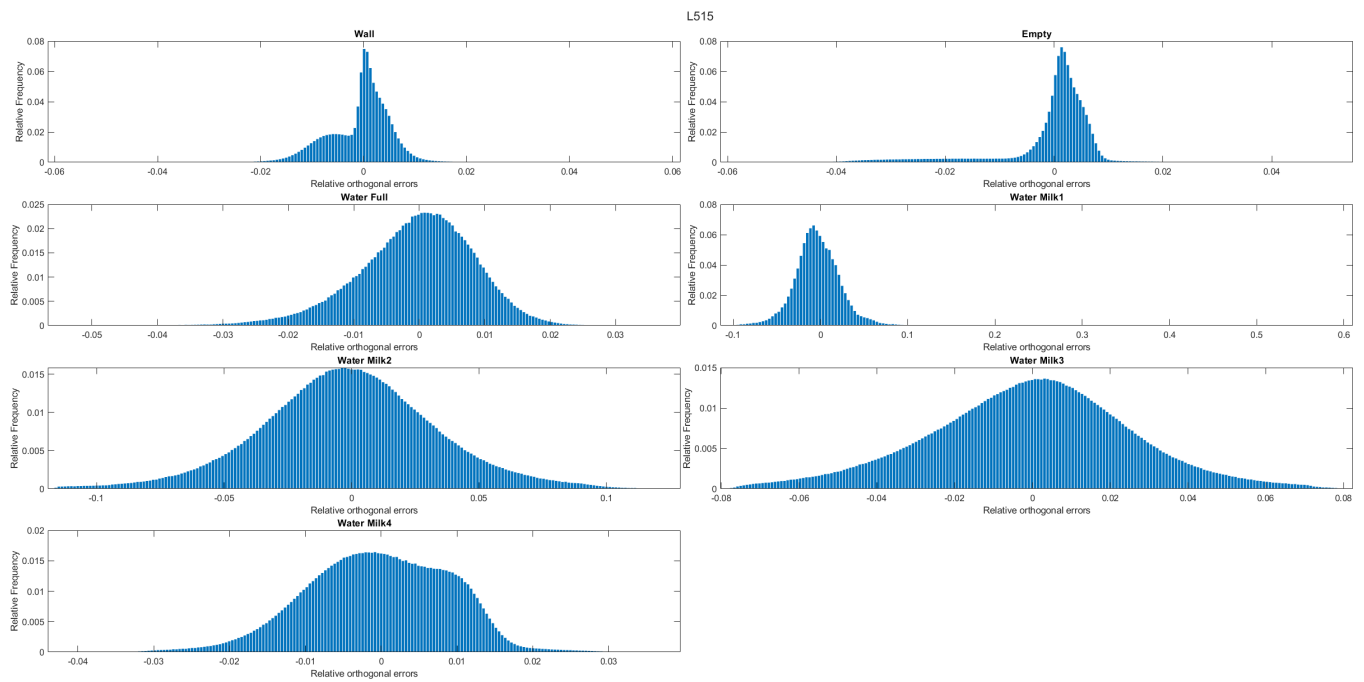 L515
Wall
Empty
0.08
0.06
0.04
0.02
0
Relative Frequency
-0.06 -0.04 -0.02 0 0.02 0.04 0.06
Relative orthogonal errors
0.08
0.06
0.04
0.02
0
Relative Frequency
-0.06 -0.04 -0.02 0 0.02 0.04
Relative orthogonal errors
Water Full
0.025
0.02
0.015
0.01
0.005
0
Relative Frequency
-0.05 -0.04 -0.03 -0.02 -0.01 0 0.01 0.02 0.03
Relative orthogonal errors
Water Milk1
0.08
0.06
0.04
0.02
0
Relative Frequency
-0.1 0 0.1 0.2 0.3 0.4 0.5 0.6
Relative orthogonal errors
Water Milk2
0.015
0.01
0.005
0
Relative Frequency
-0.1 -0.05 0 0.05 0.1
Relative orthogonal errors
Water Milk3
0.015
0.01
0.005
0
Relative Frequency
-0.08 -0.06 -0.04 -0.02 0 0.02 0.04 0.06 0.08
Relative orthogonal errors
Water Milk4
0.02
0.015
0.01
0.005
0
Relative Frequency
-0.04 -0.03 -0.02 -0.01 0 0.01 0.02 0.03
Relative orthogonal errors